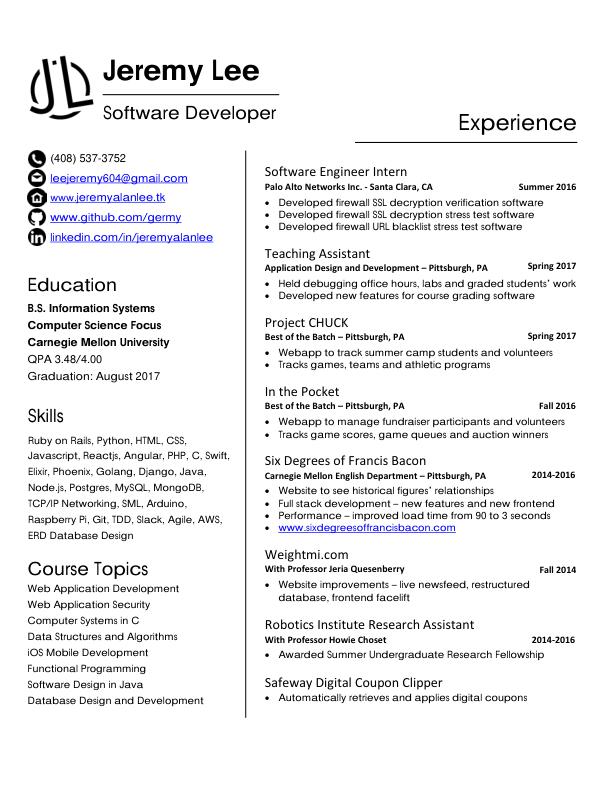 JL
Jeremy Lee
Software Developer
(408) 537-3752
leejeremy604@gmail.com
www.jeremyalanlee.tk
www.github.com/germy
linkedin.com/in/jeremyalanlee
Education
B.S. Information Systems
Computer Science Focus
Carnegie Mellon University
QPA 3.48/4.00
Graduation: August 2017
Skills
Ruby on Rails, Python, HTML, CSS,
Javascript, Reactjs, Angular, PHP, C, Swift,
Elixir, Phoenix, Golang, Django, Java,
Node.js, Postgres, MySQL, MongoDB,
TCP/IP Networking, SML, Arduino,
Raspberry Pi, Git, TDD, Slack, Agile, AWS,
ERD Database Design
Course Topics
Web Application Development
Web Application Security
Computer Systems in C
Data Structures and Algorithms
iOS Mobile Development
Functional Programming
Software Design in Java
Database Design and Development
Experience
Software Engineer Intern
Palo Alto Networks Inc. - Santa Clara, CA Summer 2016
• Developed firewall SSL decryption verification software
• Developed firewall SSL decryption stress test software
• Developed firewall URL blacklist stress test software
Teaching Assistant
Application Design and Development – Pittsburgh, PA Spring 2017
• Held debugging office hours, labs and graded students' work
• Developed new features for course grading software
Project CHUCK
Best of the Batch – Pittsburgh, PA Spring 2017
• Webapp to track summer camp students and volunteers
• Tracks games, teams and athletic programs
In the Pocket
Best of the Batch – Pittsburgh, PA Fall 2016
• Webapp to manage fundraiser participants and volunteers
• Tracks game scores, game queues and auction winners
Six Degrees of Francis Bacon
Carnegie Mellon English Department – Pittsburgh, PA 2014-2016
• Website to see historical figures' relationships
• Full stack development – new features and new frontend
• Performance – improved load time from 90 to 3 seconds
• www.sixdegreesoffrancisbacon.com
Weightmi.com
With Professor Jeria Quesenberry Fall 2014
• Website improvements – live newsfeed, restructured
database, frontend facelift
Robotics Institute Research Assistant
With Professor Howie Choset 2014-2016
• Awarded Summer Undergraduate Research Fellowship
Safeway Digital Coupon Clipper
• Automatically retrieves and applies digital coupons